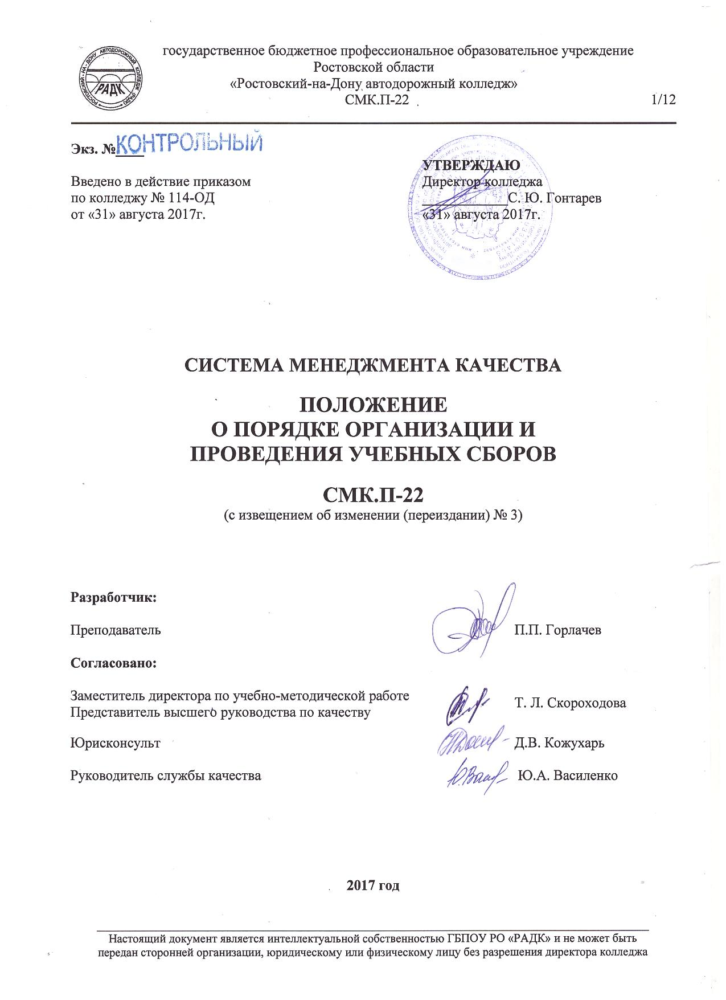 государственное бюджетное профессиональное образовательное учреждение
Ростовской области
«Ростовский-на-Дону автодорожный колледж»
СМК.П-22 1/12
РОСТОВСКИЙ-НА-ДОНУ АВТОДОРОЖНЫЙ КОЛЛЕДЖ (РАДК)
РАДК
Экз. №КОНТРОЛЬНЫЙ
УТВЕРЖДАЮ
Введено в действие приказом Директор колледжа
по колледжу № 114-ОД С. Ю. Гонтарев
от «31» августа 2017г. «31» августа 2017г.
СИСТЕМА МЕНЕДЖМЕНТА КАЧЕСТВА
ПОЛОЖЕНИЕ
О ПОРЯДКЕ ОРГАНИЗАЦИИ И
ПРОВЕДЕНИЯ УЧЕБНЫХ СБОРОВ
СМК.П-22
(с извещением об изменении (переиздании) № 3)
Разработчик:
Преподаватель П.П. Горлачев
Согласовано:
Заместитель директора по учебно-методической работе
Представитель высшего руководства по качеству Т. Л. Скороходова
Юрисконсульт Д.В. Кожухарь
Руководитель службы качества Ю.А. Василенко
2017 год
Настоящий документ является интеллектуальной собственностью ГБПОУ РО «РАДК» и не может быть
передан сторонней организации, юридическому или физическому лицу без разрешения директора колледжа